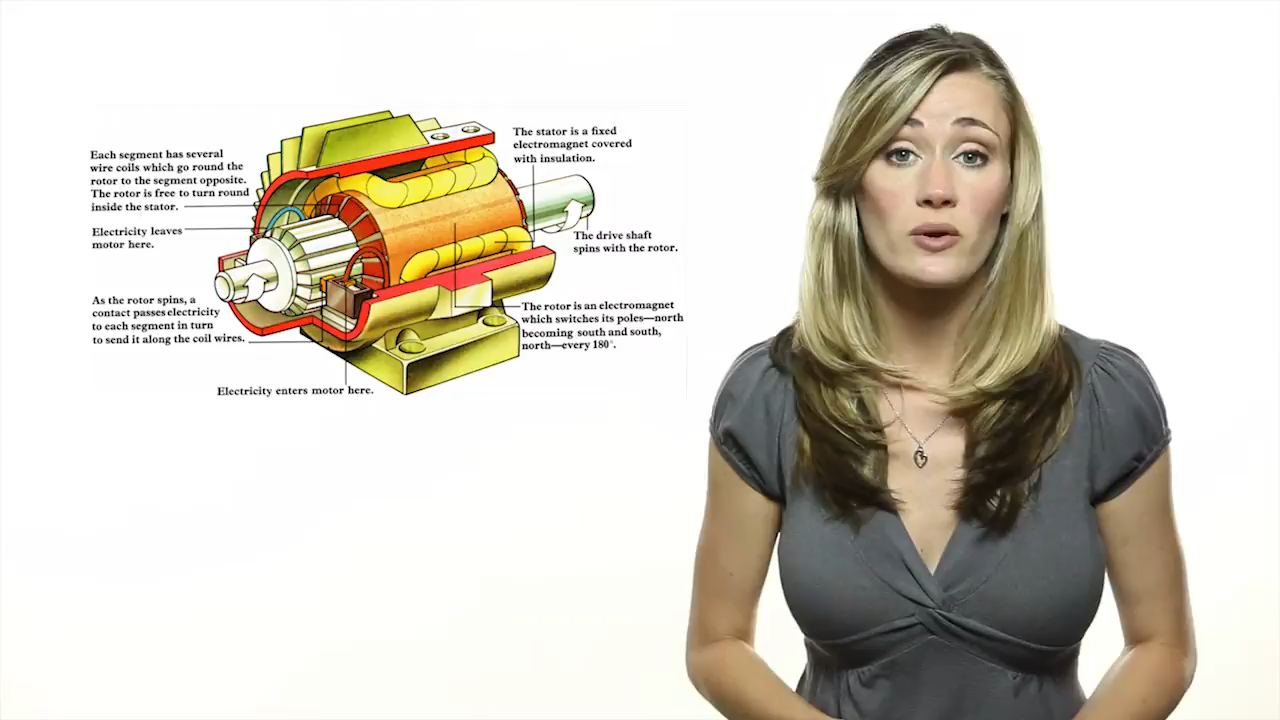 Each segment has several
wire coils which go round the
rotor to the segment opposite.
The rotor is free to turn round
inside the stator.
Electricity leaves
motor here.
As the rotor spins, a
contact passes electricity
to each segment in turn
to send it along the coil wires.
Electricity enters motor here.
The stator is a fixed
electromagnet covered
with insulation.
The drive shaft
spins with the rotor.
The rotor is an electromagnet
which switches its poles—north
becoming south and south,
north—every 180°.